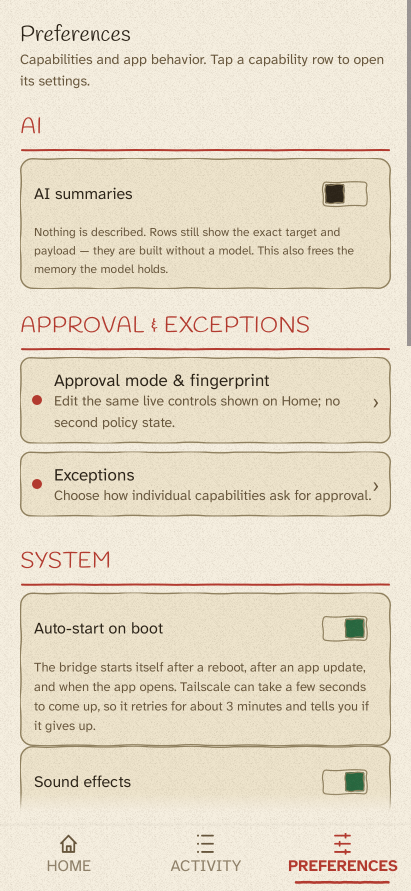 Preferences
Capabilities and app behavior. Tap a capability row to open
its settings.
AI
AI summaries
Nothing is described. Rows still show the exact target and
payload — they are built without a model. This also frees the
memory the model holds.
APPROVAL & EXCEPTIONS
Approval mode & fingerprint
Edit the same live controls shown on Home; no
second policy state.
Exceptions
Choose how individual capabilities ask for approval.
SYSTEM
Auto-start on boot
The bridge starts itself after a reboot, after an app update,
and when the app opens. Tailscale can take a few seconds
to come up, so it retries for about 3 minutes and tells you if
it gives up.
Sound effects
HOME
ACTIVITY
PREFERENCES